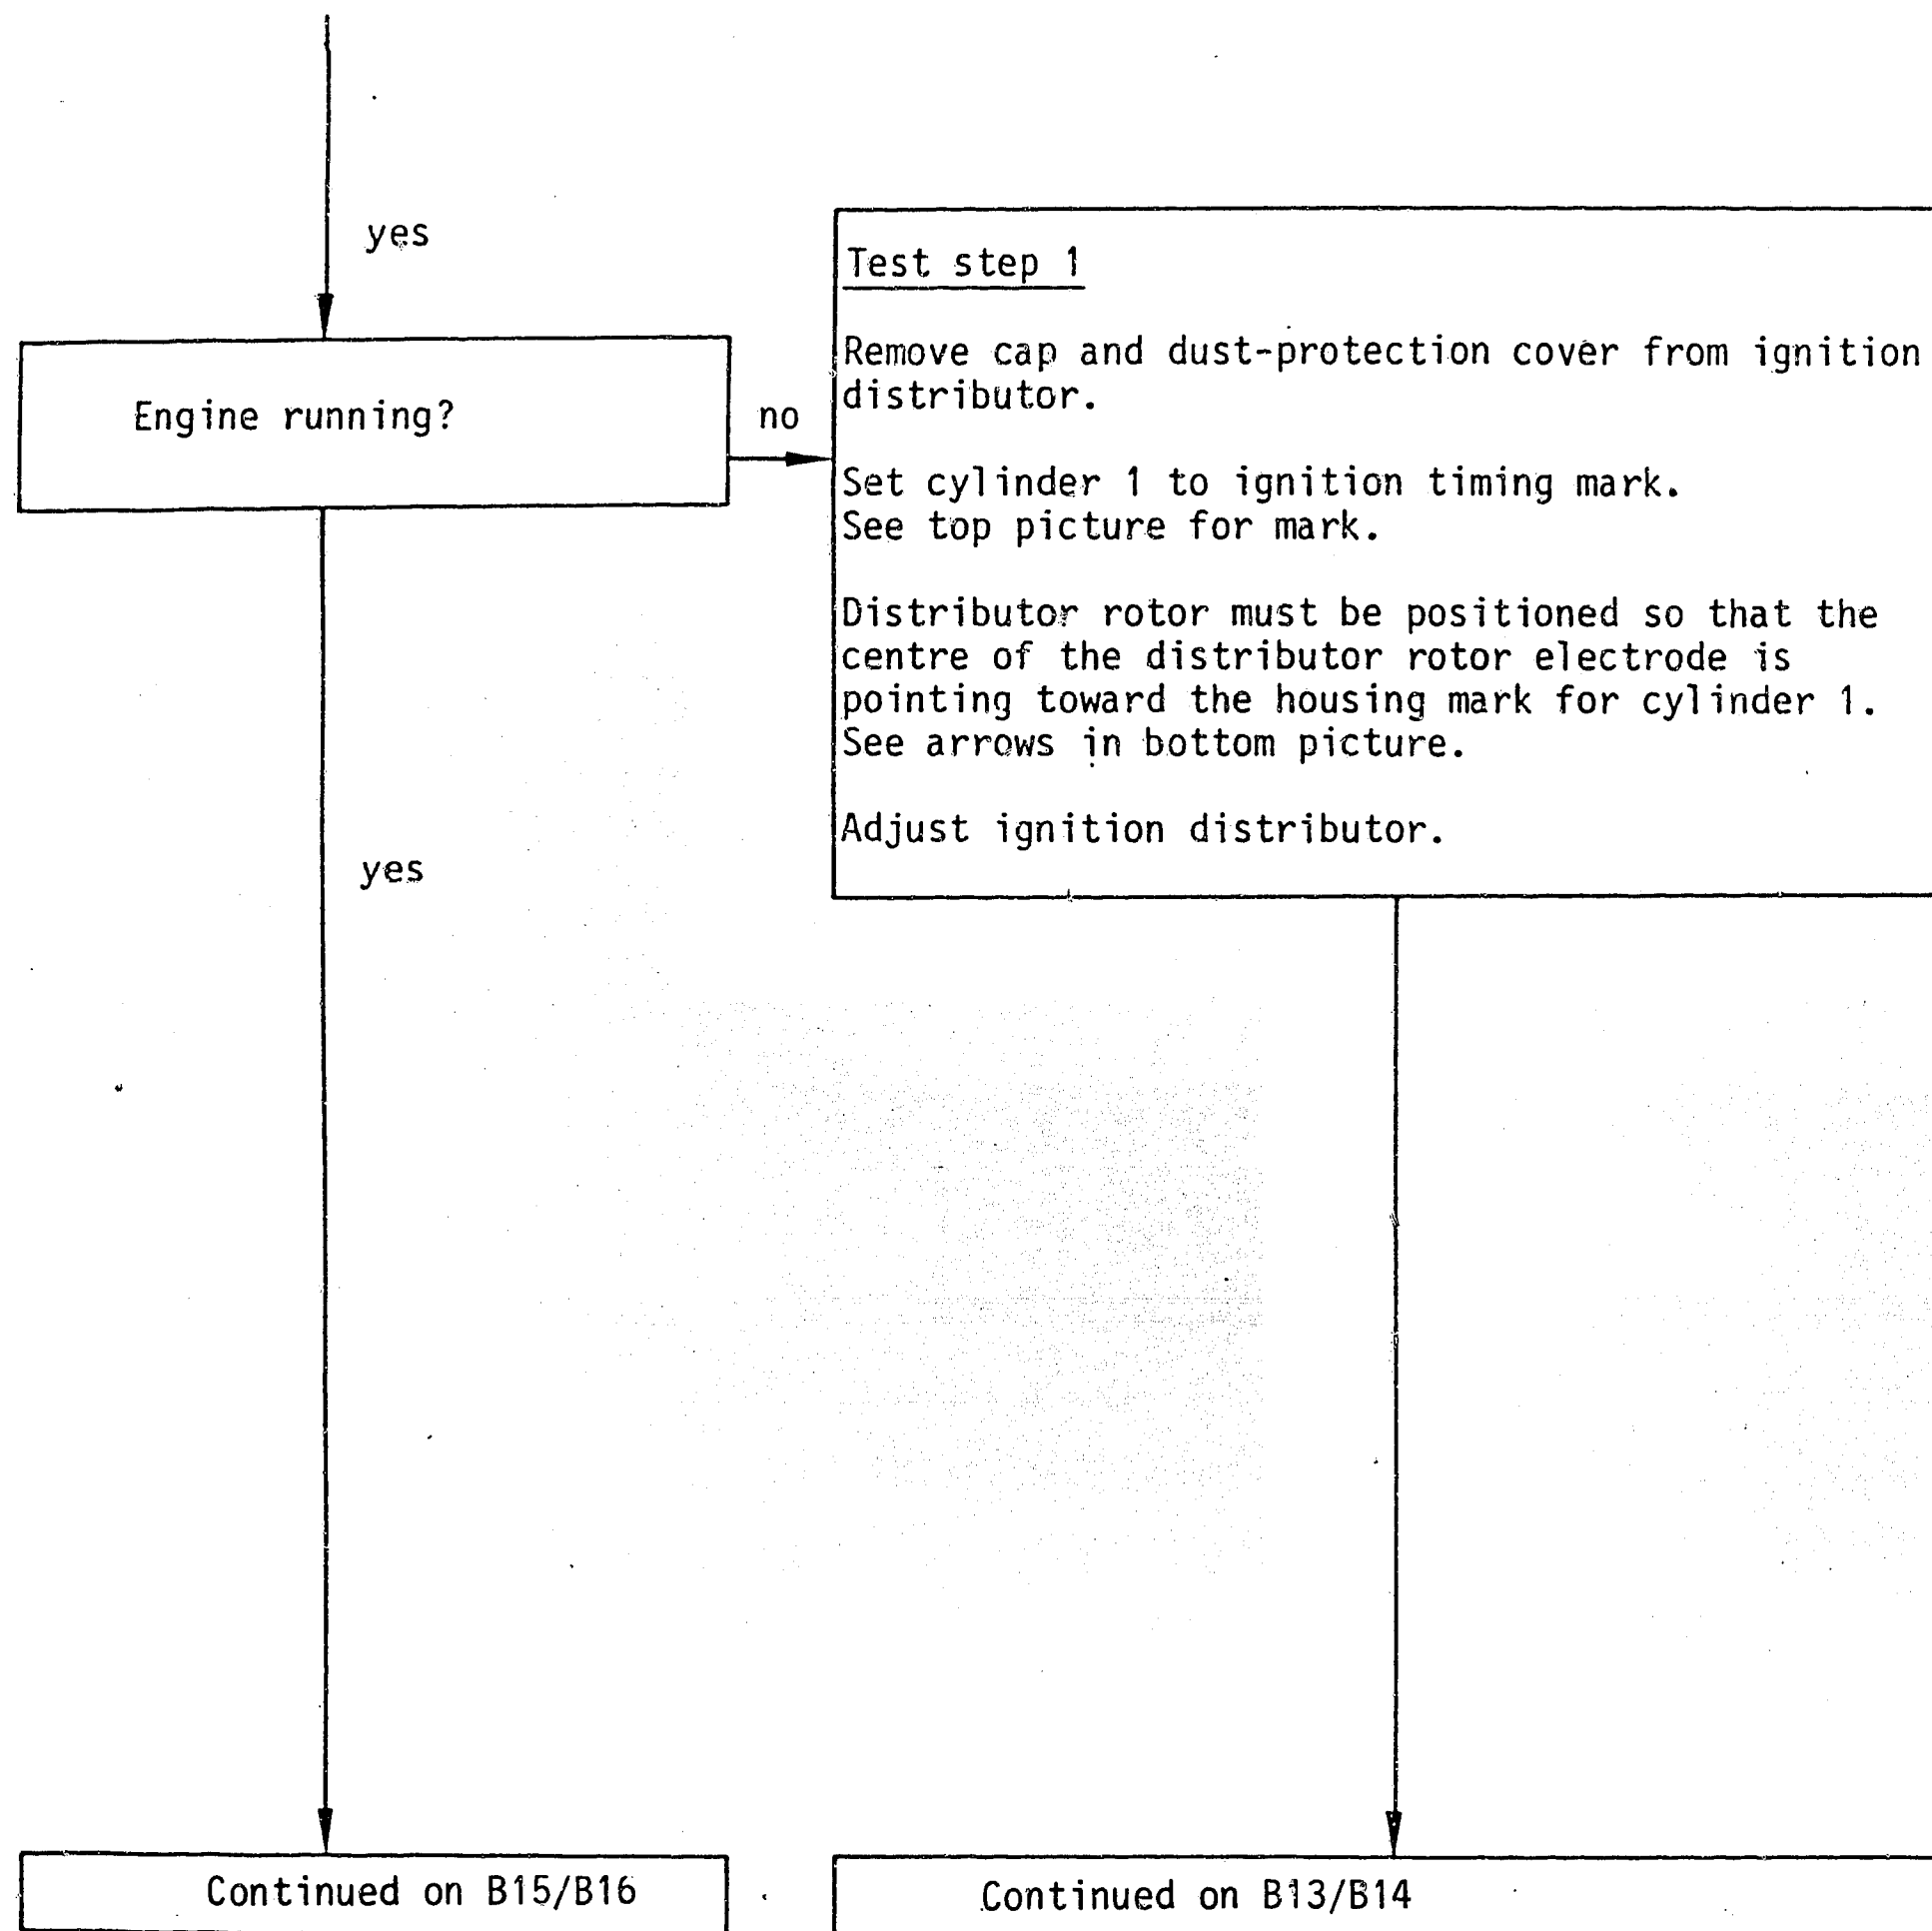 yes
Engine running?
no
Test step 1
Remove cap and dust-protection cover from ignition
distributor.
Set cylinder 1 to ignition timing mark.
See top picture for mark.
Distributor rotor must be positioned so that the
centre of the distributor rotor electrode is
pointing toward the housing mark for cylinder 1.
See arrows in bottom picture.
Adjust ignition distributor.
yes
Continued on B15/B16
Continued on B13/B14